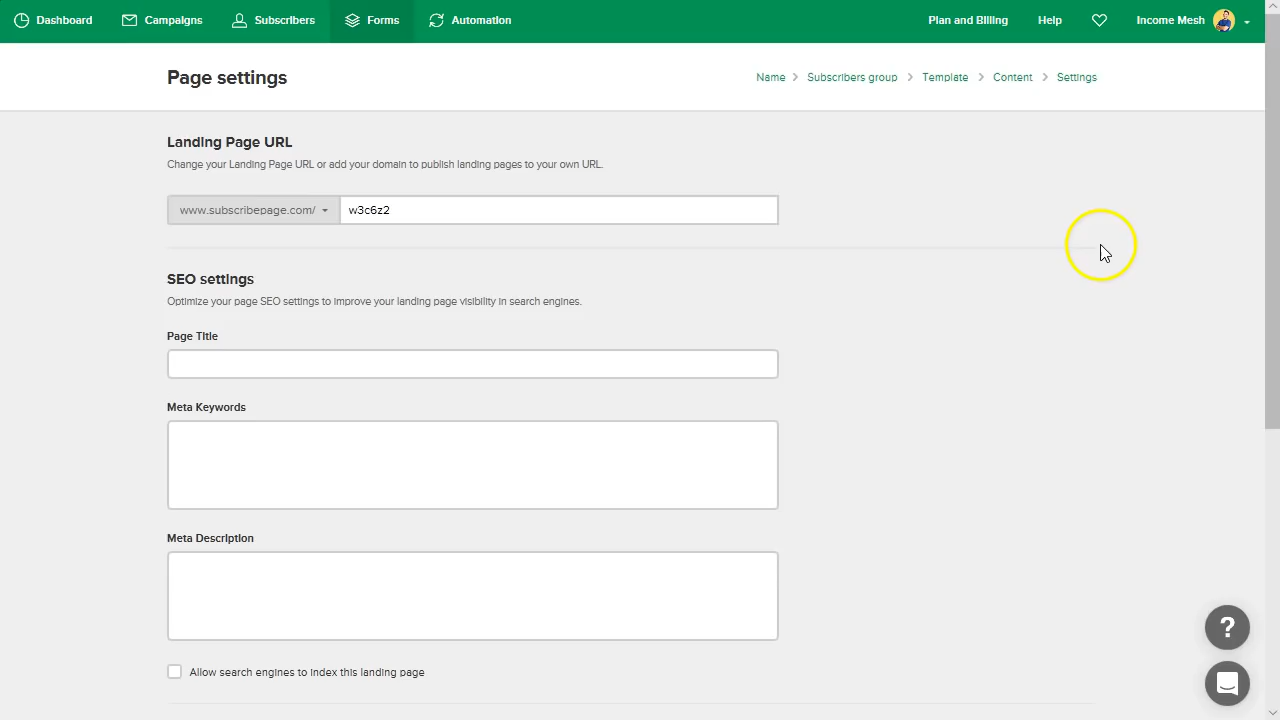 Dashboard Campaigns Subscribers Forms Automation Plan and Billing Help Income Mesh
Page settings Name Subscribers group Template Content Settings
Landing Page URL
Change your Landing Page URL or add your domain to publish landing pages to your own URL.
www.subscribepage.com/ w3c6z2
SEO settings
Optimize your page SEO settings to improve your landing page visibility in search engines.
Page Title
Meta Keywords
Meta Description
?
Allow search engines to index this landing page